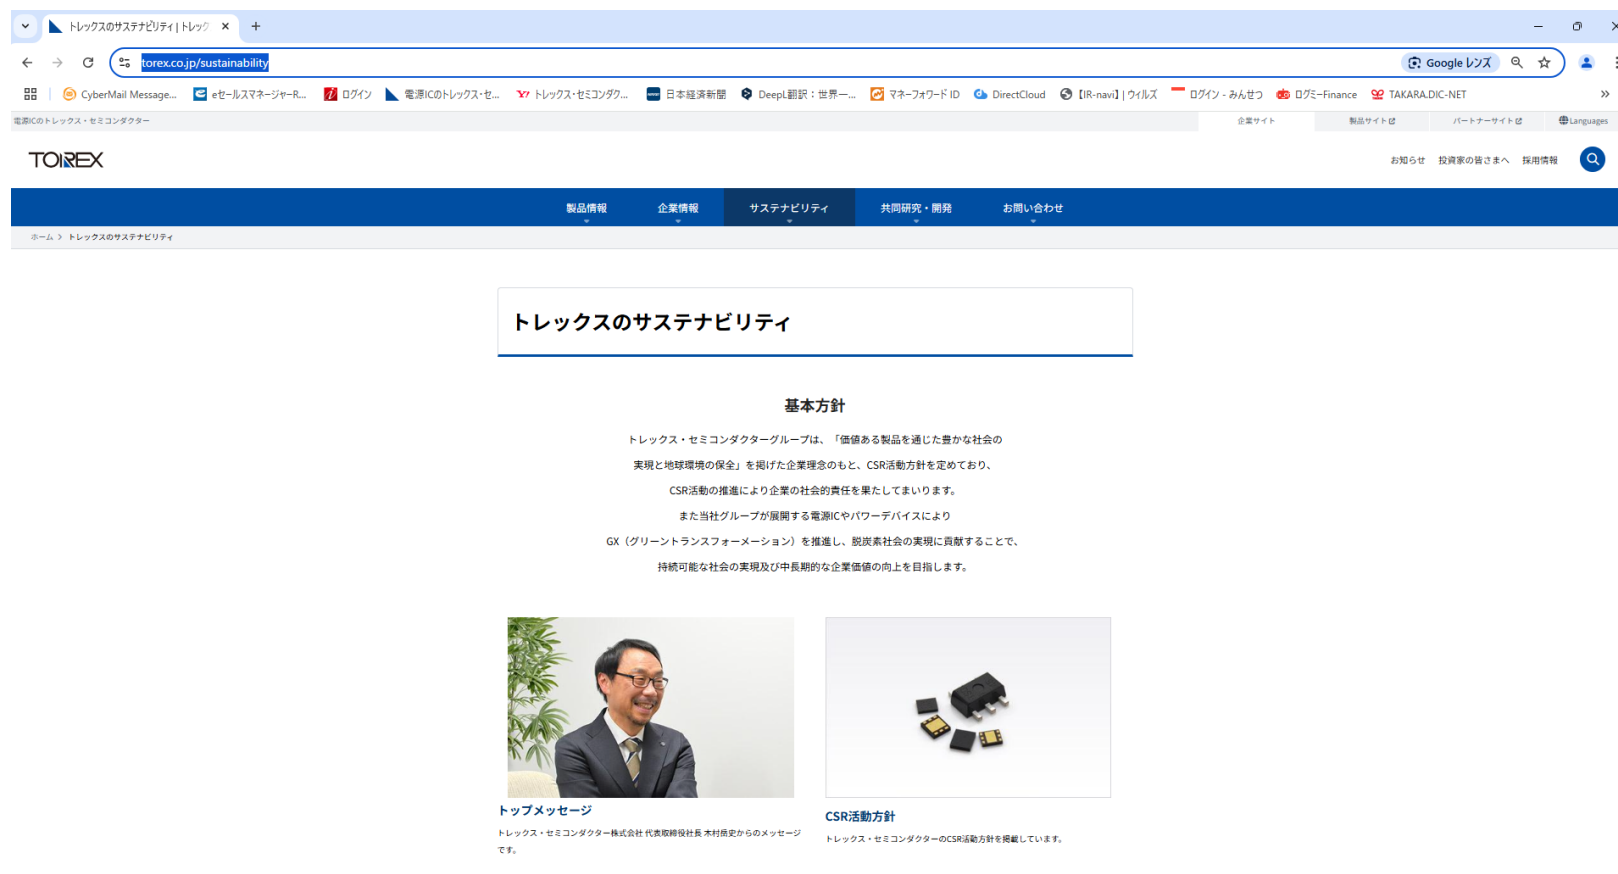 トレックスのサステナビリティ | トレック
torex.co.jp/sustainability
Google レンズ
CyberMail Message...
eセールスマネージャーR...
ログイン
電源ICのトレックス・セ...
トレックス・セミコンダク...
日本経済新聞
DeepL翻訳：世界一...
マネーフォワード ID
DirectCloud
【IR-navi】| ウィルズ
ログイン - みんせつ
ログミーFinance
TAKARA.DIC-NET
電源ICのトレックス・セミコンダクター
企業サイト
製品サイト
パートナーサイト
Languages
TOREX
お知らせ 投資家の皆さまへ 採用情報
製品情報 企業情報 サステナビリティ 共同研究・開発 お問い合わせ
ホーム > トレックスのサステナビリティ
トレックスのサステナビリティ
基本方針
トレックス・セミコンダクターグループは、「価値ある製品を通じた豊かな社会の
実現と地球環境の保全」を掲げた企業理念のもと、CSR活動方針を定めており、
CSR活動の推進により企業の社会的責任を果たしてまいります。
また当社グループが展開する電源ICやパワーデバイスにより
GX（グリーントランスフォーメーション）を推進し、脱炭素社会の実現に貢献することで、
持続可能な社会の実現及び中長期的な企業価値の向上を目指します。
トップメッセージ
トレックス・セミコンダクター株式会社 代表取締役社長 木村岳史からのメッセージ
です。
CSR活動方針
トレックス・セミコンダクターのCSR活動方針を掲載しています。